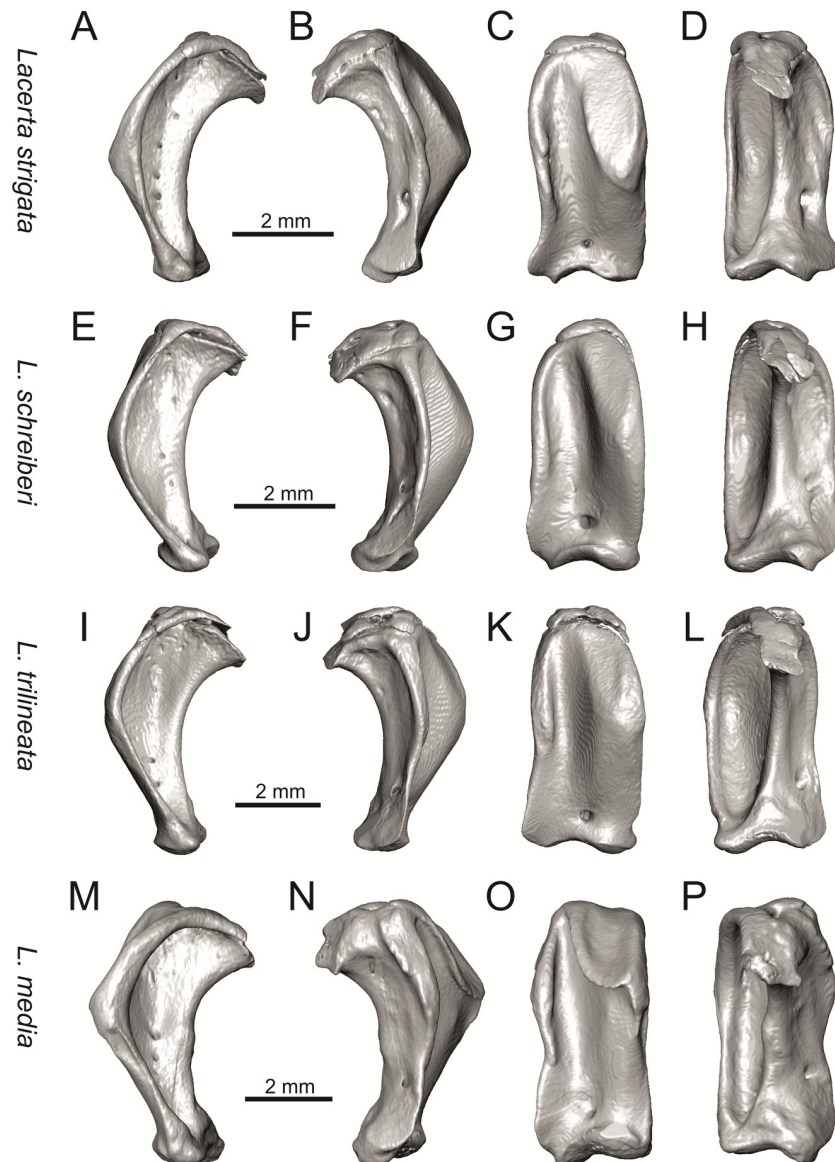 A B C D
Lacerta strigata
2 mm
E F G H
L. schreiberi
2 mm
I J K L
L. trilineata
2 mm
M N O P
L. media
2 mm